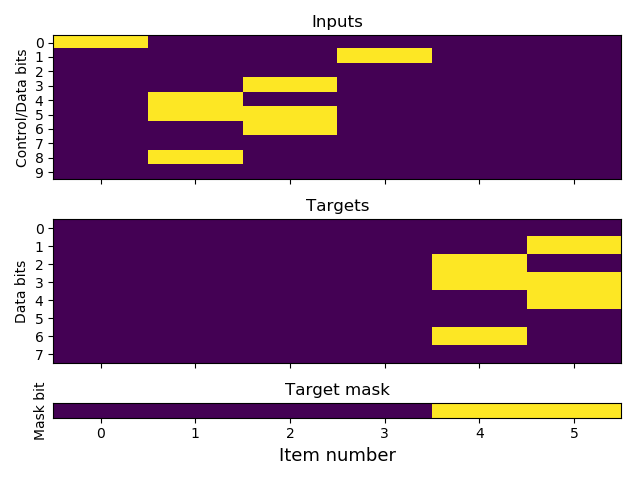 Inputs
Control/Data bits
0
1
2
3
4
5
6
7
8
9
Targets
Data bits
0
1
2
3
4
5
6
7
Target mask
Mask bit
0 1 2 3 4 5
Item number